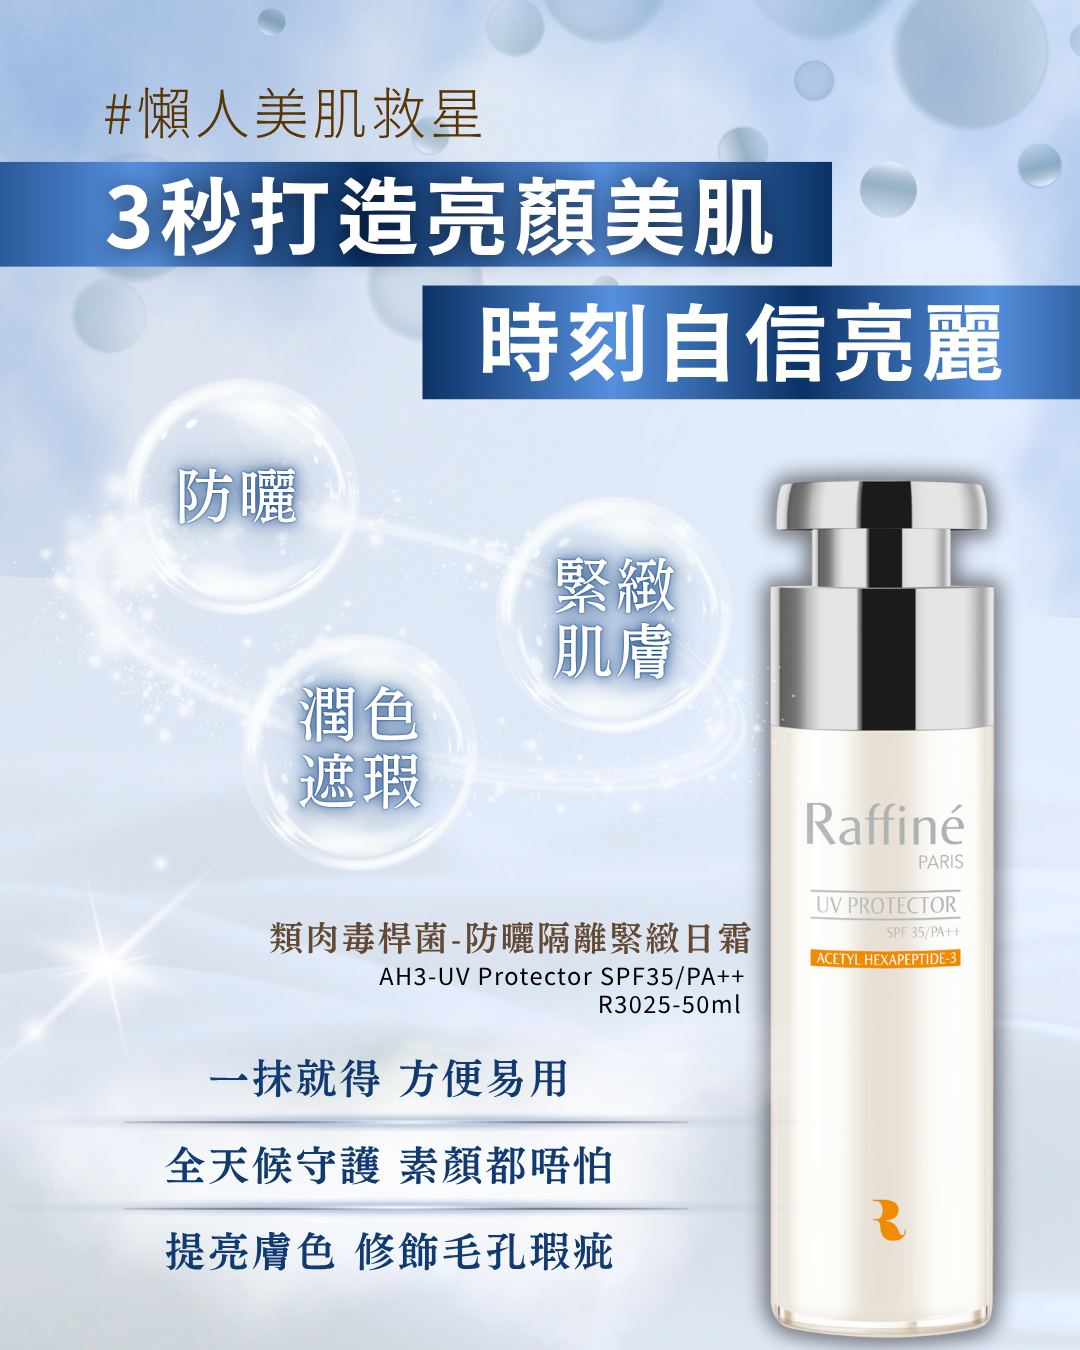 #懶人美肌救星
3秒打造亮顏美肌
時刻自信亮麗
防曬
緊緻
肌膚
潤色
遮瑕
Raffiné
PARIS
UV PROTECTOR
SPF 35/PA++
ACETYL HEXAPEPTIDE-3
類肉毒桿菌-防曬隔離緊緻日霜
AH3-UV Protector SPF35/PA++
R3025-50ml
一抹就得 方便易用
全天候守護 素顏都唔怕
提亮膚色 修飾毛孔瑕疵
R